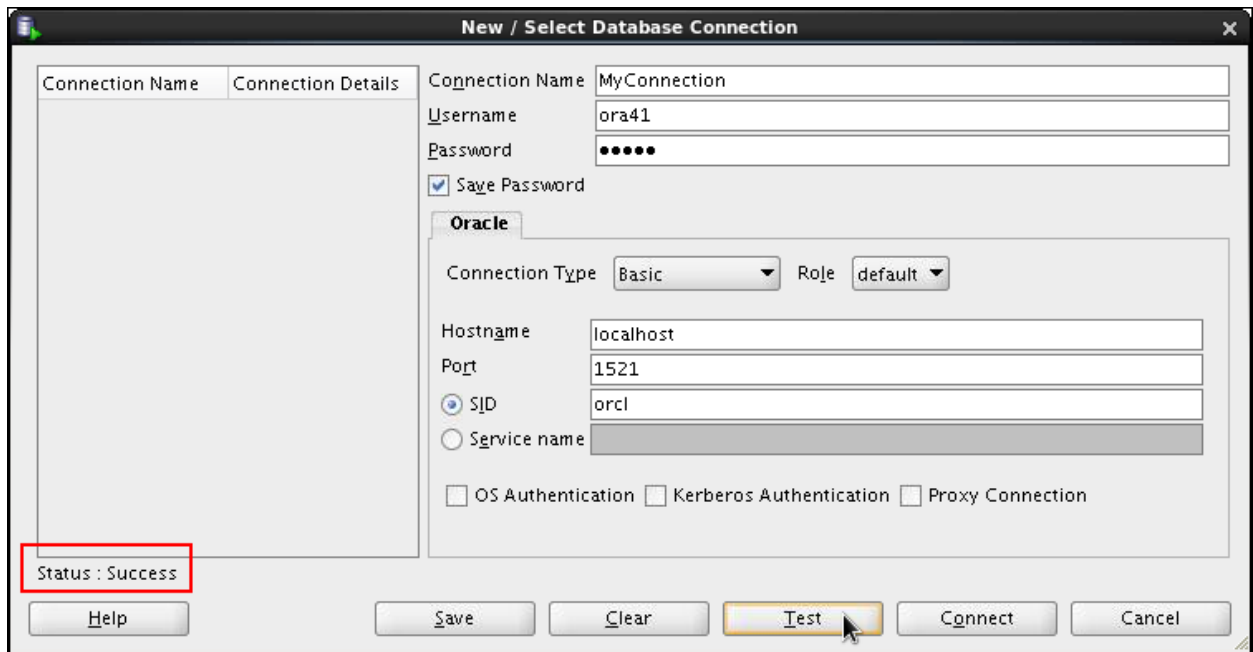 New / Select Database Connection
Connection Name Connection Details
Connection Name MyConnection
Username ora41
Password •••••
Save Password
Oracle
Connection Type Basic Role default
Hostname localhost
Port 1521
SID orcl
Service name
OS Authentication Kerberos Authentication Proxy Connection
Status : Success
Help Save Clear Test Connect Cancel